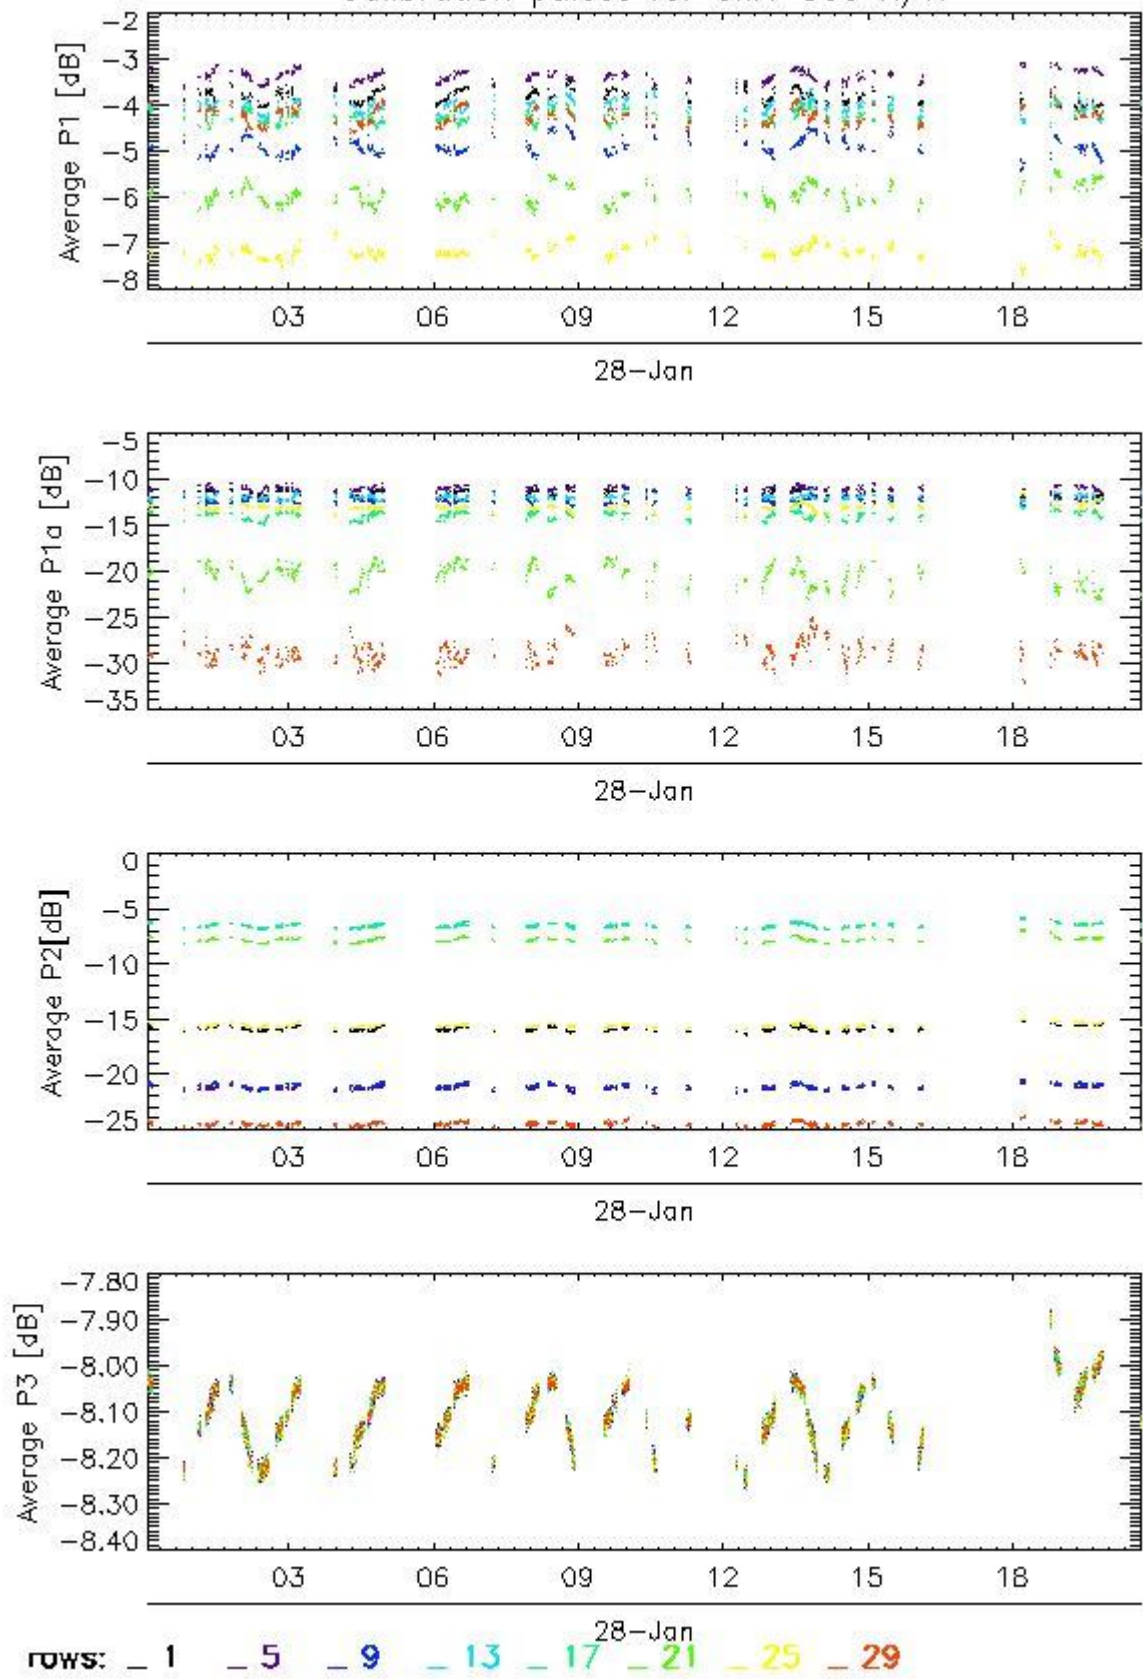 -2
-3
-4
-5
-6
-7
-8
Average P1 [dB]
03 06 09 12 15 18
28-Jan
-5
-10
-15
-20
-25
-30
-35
Average P1a [dB]
03 06 09 12 15 18
28-Jan
0
-5
-10
-15
-20
-25
Average P2[dB]
03 06 09 12 15 18
28-Jan
-7.80
-7.90
-8.00
-8.10
-8.20
-8.30
-8.40
Average P3 [dB]
03 06 09 12 15 18
28-Jan
rows: _ 1 _ 5 _ 9 _ 13 _ 17 _ 21 _ 25 _ 29